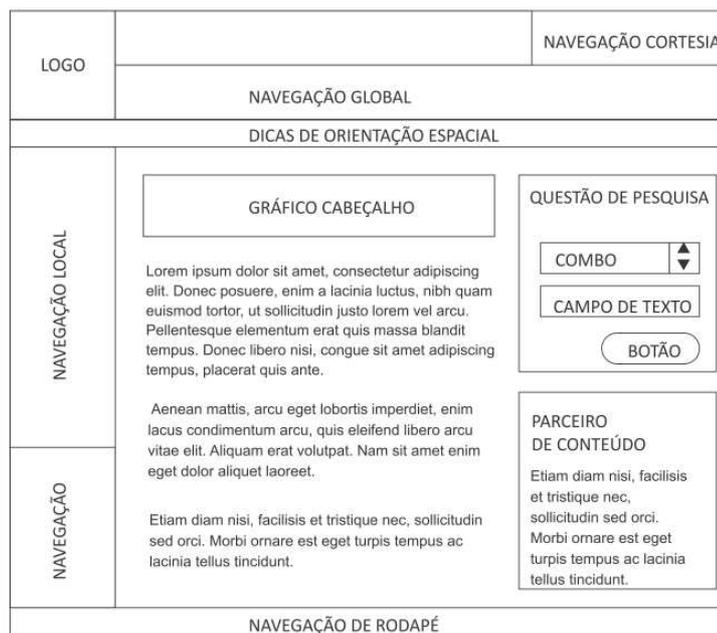 LOGO
NAVEGAÇÃO CORTESIA
NAVEGAÇÃO GLOBAL
DICAS DE ORIENTAÇÃO ESPACIAL
NAVEGAÇÃO LOCAL
NAVEGAÇÃO
GRÁFICO CABEÇALHO
Lorem ipsum dolor sit amet, consectetur adipiscing
elit. Donec posuere, enim a lacinia luctus, nibh quam
euismod tortor, ut sollicitudin justo lorem vel arcu.
Pellentesque elementum erat quis massa blandit
tempus. Donec libero nisi, congue sit amet adipiscing
tempus, placerat quis ante.
Aenean mattis, arcu eget lobortis imperdiet, enim
lacus condimentum arcu, quis eleifend libero arcu
vitae elit. Aliquam erat volutpat. Nam sit amet enim
eget dolor aliquet laoreet.
Etiam diam nisi, facilisis et tristique nec, sollicitudin
sed orci. Morbi ornare est eget turpis tempus ac
lacinia tellus tincidunt.
QUESTÃO DE PESQUISA
COMBO
CAMPO DE TEXTO
BOTÃO
PARCEIRO
DE CONTEÚDO
Etiam diam nisi, facilisis
et tristique nec,
sollicitudin sed orci.
Morbi ornare est eget
turpis tempus ac lacinia
tellus tincidunt.
NAVEGAÇÃO DE RODAPÉ